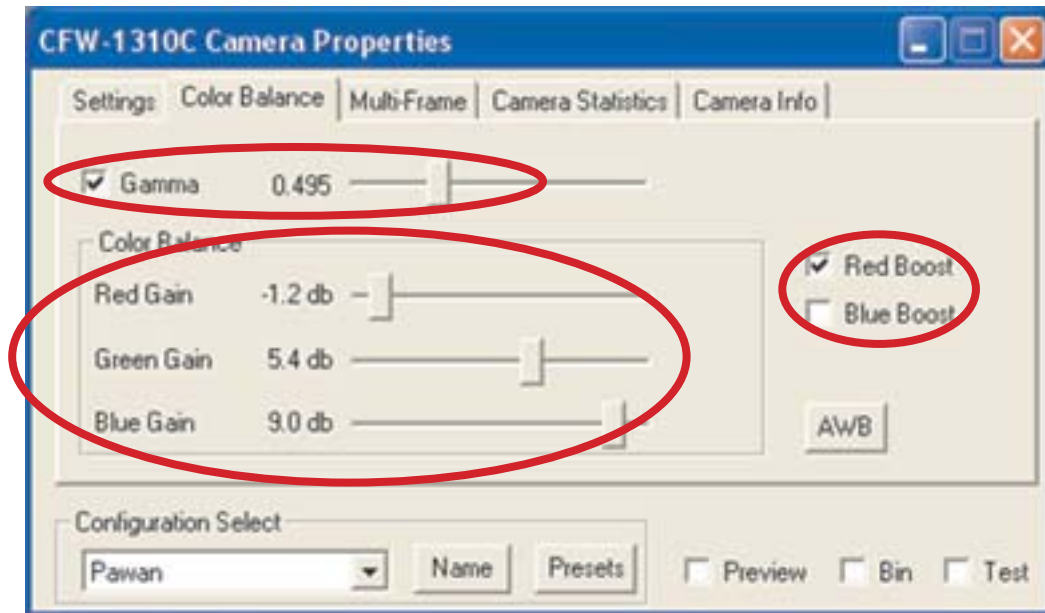 CFW-1310C Camera Properties
Settings Color Balance Multi-Frame Camera Statistics Camera Info
Gamma 0.495
Color Balance
Red Gain -1.2 db
Green Gain 5.4 db
Blue Gain 9.0 db
Red Boost
Blue Boost
AWB
Configuration Select
Pawan Name Presets Preview Bin Test